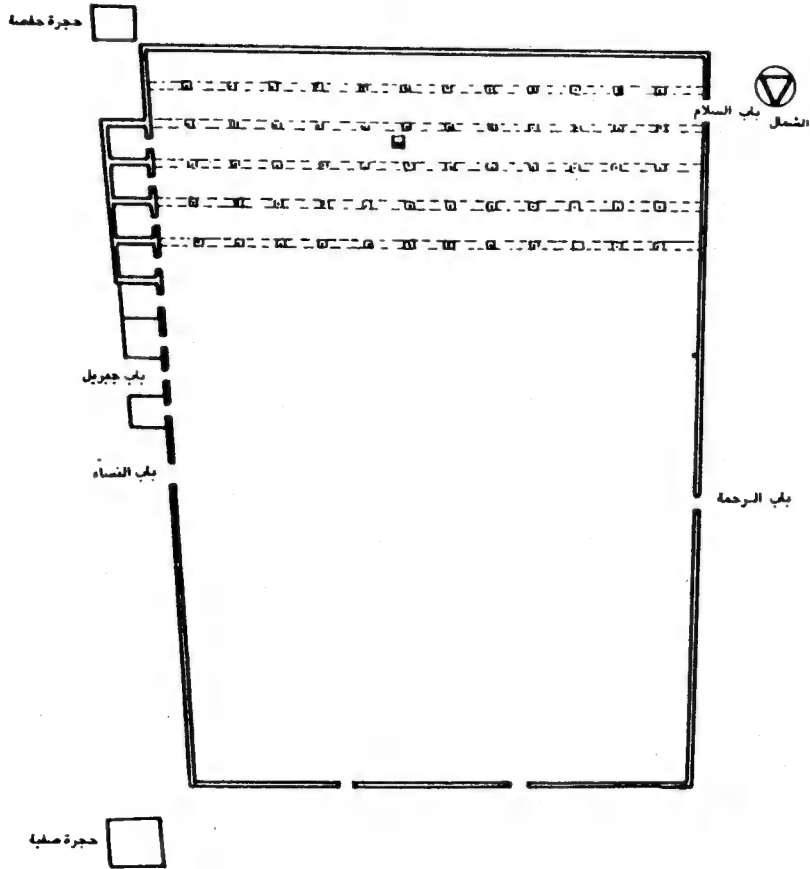 حجرة حفصة
باب السلام
الشمال
باب جبريل
باب النساء
باب الرحمة
حجرة صفية